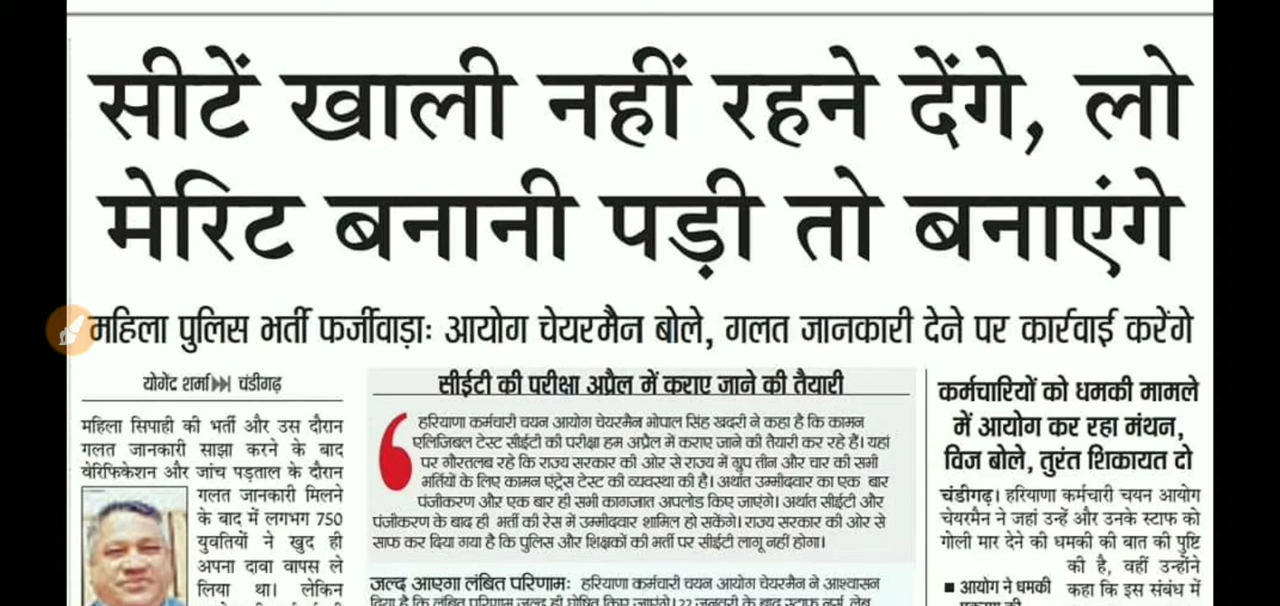 सीटें खाली नहीं रहने देंगे, लो
मेरिट बनानी पड़ी तो बनाएंगे
महिला पुलिस भर्ती फर्जीवाड़ाः आयोग चेयरमैन बोले, गलत जानकारी देने पर कार्रवाई करेंगे
योगेंद्र शर्मा चंडीगढ़
महिला सिपाही की भर्ती और उस दौरान
गलत जानकारी साझा करने के बाद
वेरिफिकेशन और जांच पड़ताल के दौरान
गलत जानकारी मिलने
के बाद में लगभग 750
युवतियों ने खुद ही
अपना दावा वापस ले
लिया था। लेकिन
सीईटी की परीक्षा अप्रैल में कराए जाने की तैयारी
हरियाणा कर्मचारी चयन आयोग चेयरमैन भोपाल सिंह खदरी ने कहा है कि कामन
एलिजिबल टेस्ट सीईटी की परीक्षा हम अप्रैल में कराए जाने की तैयारी कर रहे हैं। यहां
पर गौरतलब रहे कि राज्य सरकार की ओर से राज्य में ग्रुप तीन और चार की सभी
भर्तियों के लिए कामन एंट्रेस टेस्ट की व्यवस्था की है। अर्थात उम्मीदवार का एक बार
पंजीकरण और एक बार ही सभी कागजात अपलोड किए जाएंगे। अर्थात सीईटी और
पंजीकरण के बाद ही भर्ती की रेस में उम्मीदवार शामिल हो सकेंगे। राज्य सरकार की ओर से
साफ कर दिया गया है कि पुलिस और शिक्षकों की भर्ती पर सीईटी लागू नहीं होगा।
जल्द आएगा लंबित परिणामः हरियाणा कर्मचारी चयन आयोग चेयरमैन ने आश्वासन
दिया है कि लंबित परिणाम जल्द ही घोषित किए जाएंगे। 22 जनवरी के बाद स्टाफ नर्स, लेब
कर्मचारियों को धमकी मामले
में आयोग कर रहा मंथन,
विज बोले, तुरंत शिकायत दो
चंडीगढ़। हरियाणा कर्मचारी चयन आयोग
चेयरमैन ने जहां उन्हें और उनके स्टाफ को
गोली मार देने की धमकी की बात की पुष्टि
की है, वहीं उन्होंने
कहा कि इस संबंध में
■ आयोग ने धमकी